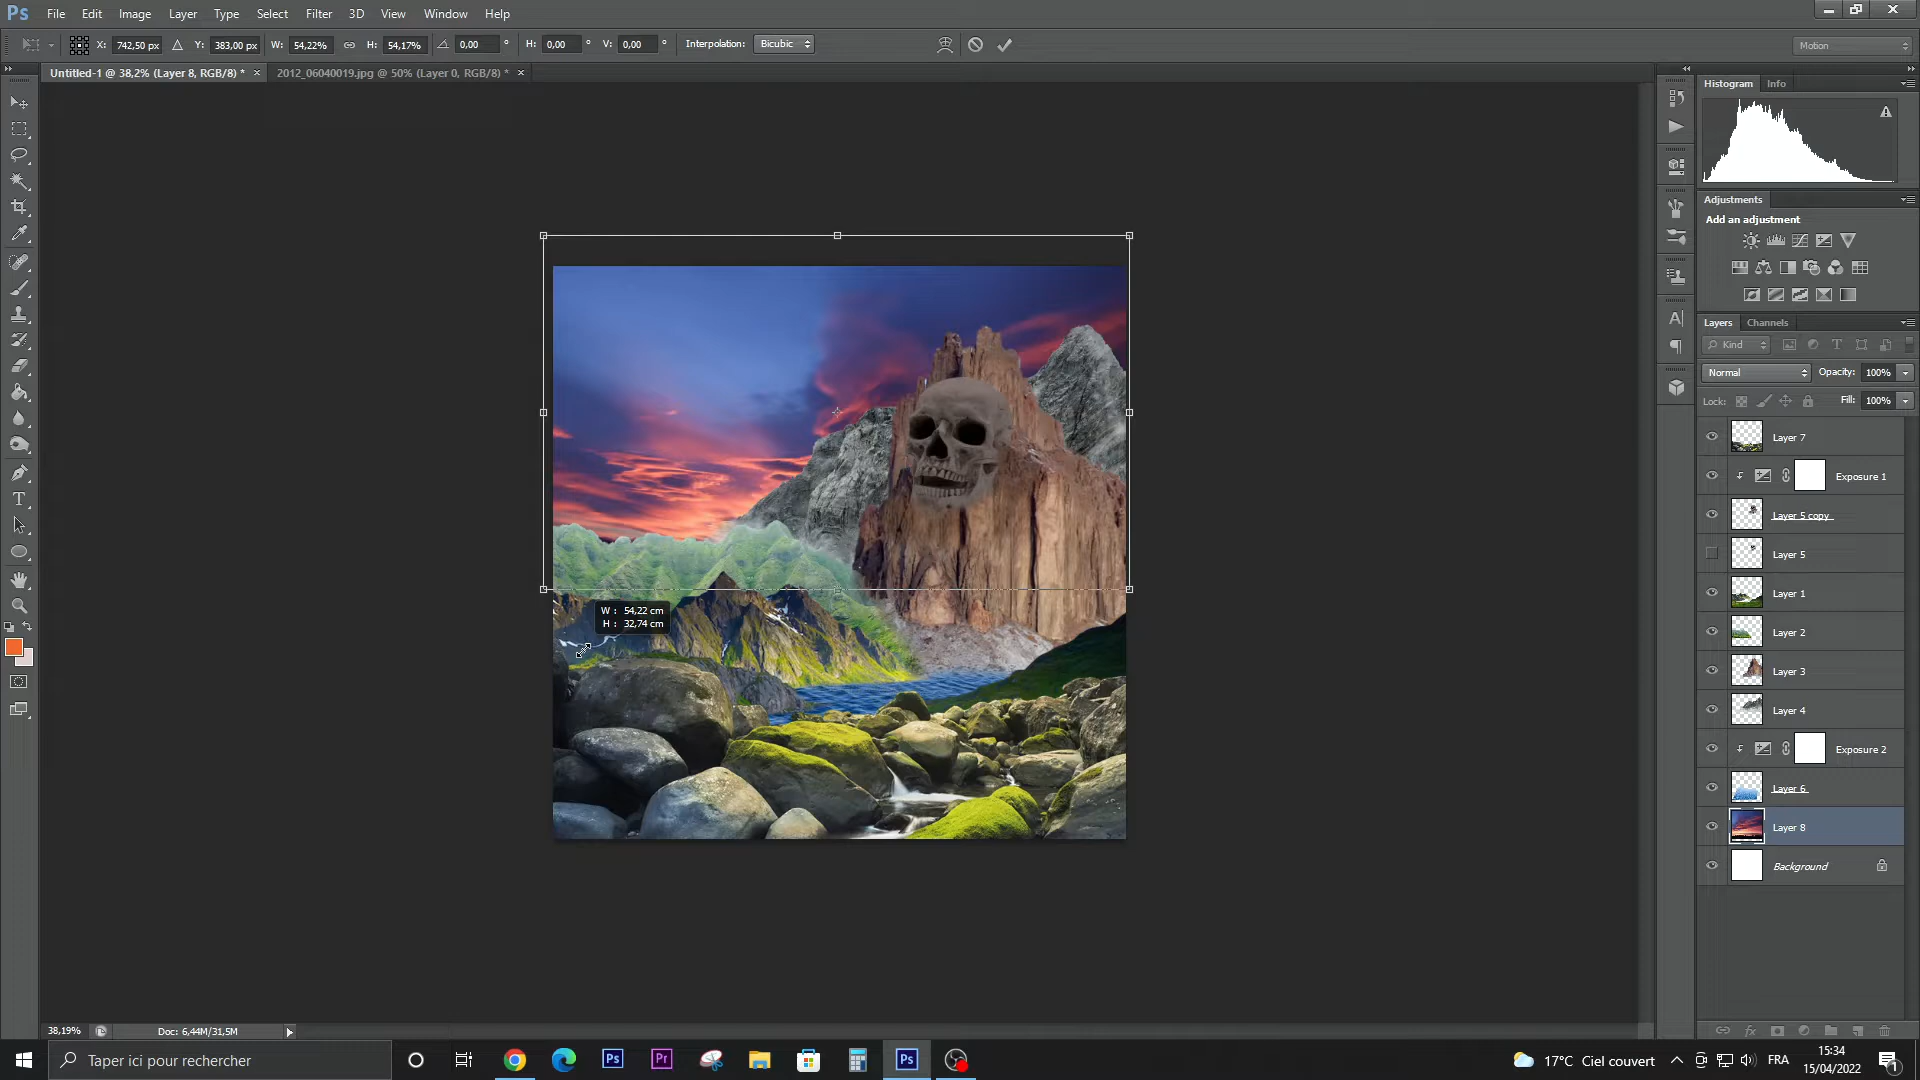 Ps File Edit Image Layer Type Select Filter 3D View Window Help
X: 742,50 px Y: 383,00 px W: 54,22% H: 54,17% 0,00 ° H: 0,00 ° V: 0,00 ° Interpolation: Bicubic Motion
Untitled-1 @ 38,2% (Layer 8, RGB/8) * × 2012_06040019.jpg @ 50% (Layer 0, RGB/8) * ×
Histogram Info
Adjustments
Add an adjustment
Layers Channels
Kind
Normal Opacity: 100%
Lock: Fill: 100%
Layer 7
Exposure 1
Layer 5 copy
Layer 5
Layer 1
Layer 2
Layer 3
Layer 4
Exposure 2
Layer 6
Layer 8
Background
W : 54,22 cm
H : 32,74 cm
38,19% Doc: 6,44M/31,5M
Taper ici pour rechercher
Ps Pr Ps
17°C Ciel couvert FRA
15:34
15/04/2022
1